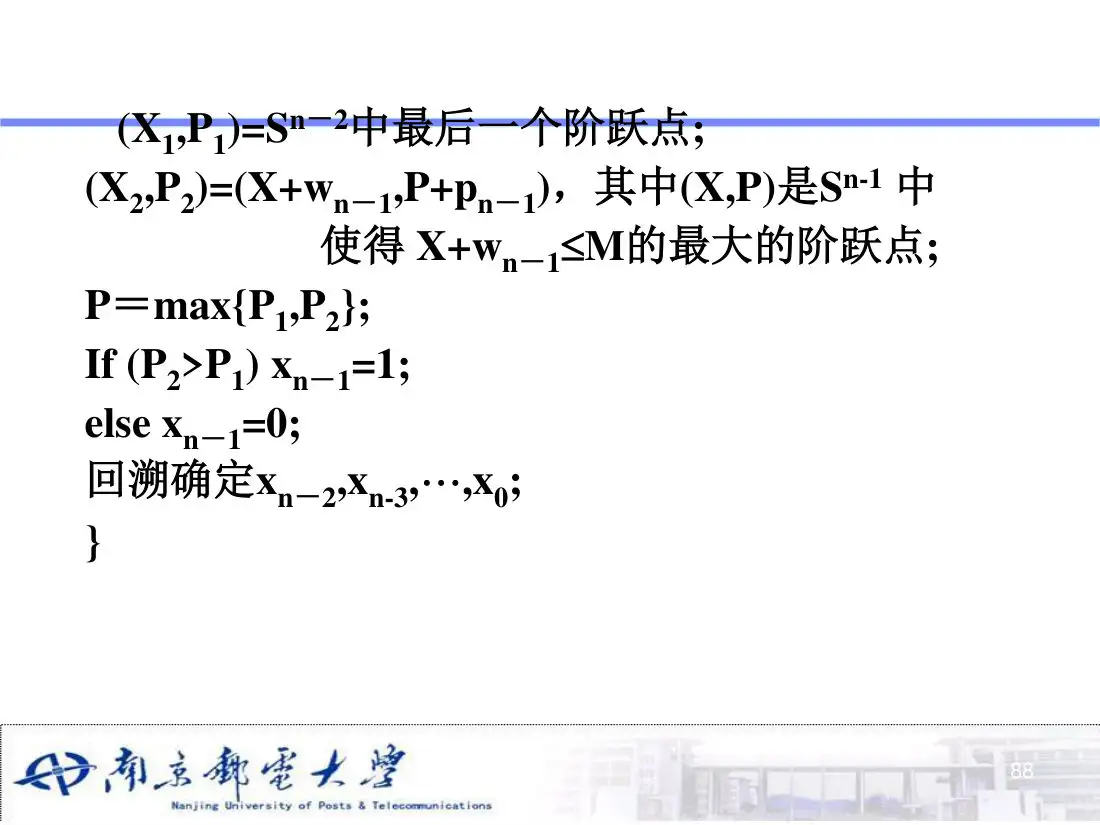 (X₁,P₁)=Sⁿ⁻²中最后一个阶跃点;
(X₂,P₂)=(X+wₙ₋₁,P+pₙ₋₁)，其中(X,P)是Sⁿ⁻¹ 中
使得 X+wₙ₋₁≤M的最大的阶跃点;
P＝max{P₁,P₂};
If (P₂>P₁) xₙ₋₁=1;
else xₙ₋₁=0;
回溯确定xₙ₋₂,xₙ₋₃,⋯,x₀;
}
南京邮电大学
Nanjing University of Posts & Telecommunications
88